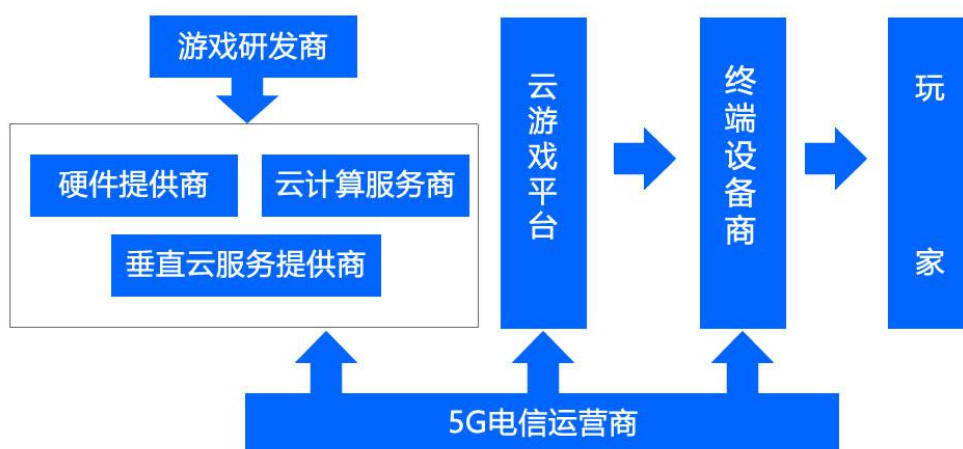 游戏研发商
硬件提供商
云计算服务商
垂直云服务提供商
云游戏平台
终端设备商
玩家
5G电信运营商